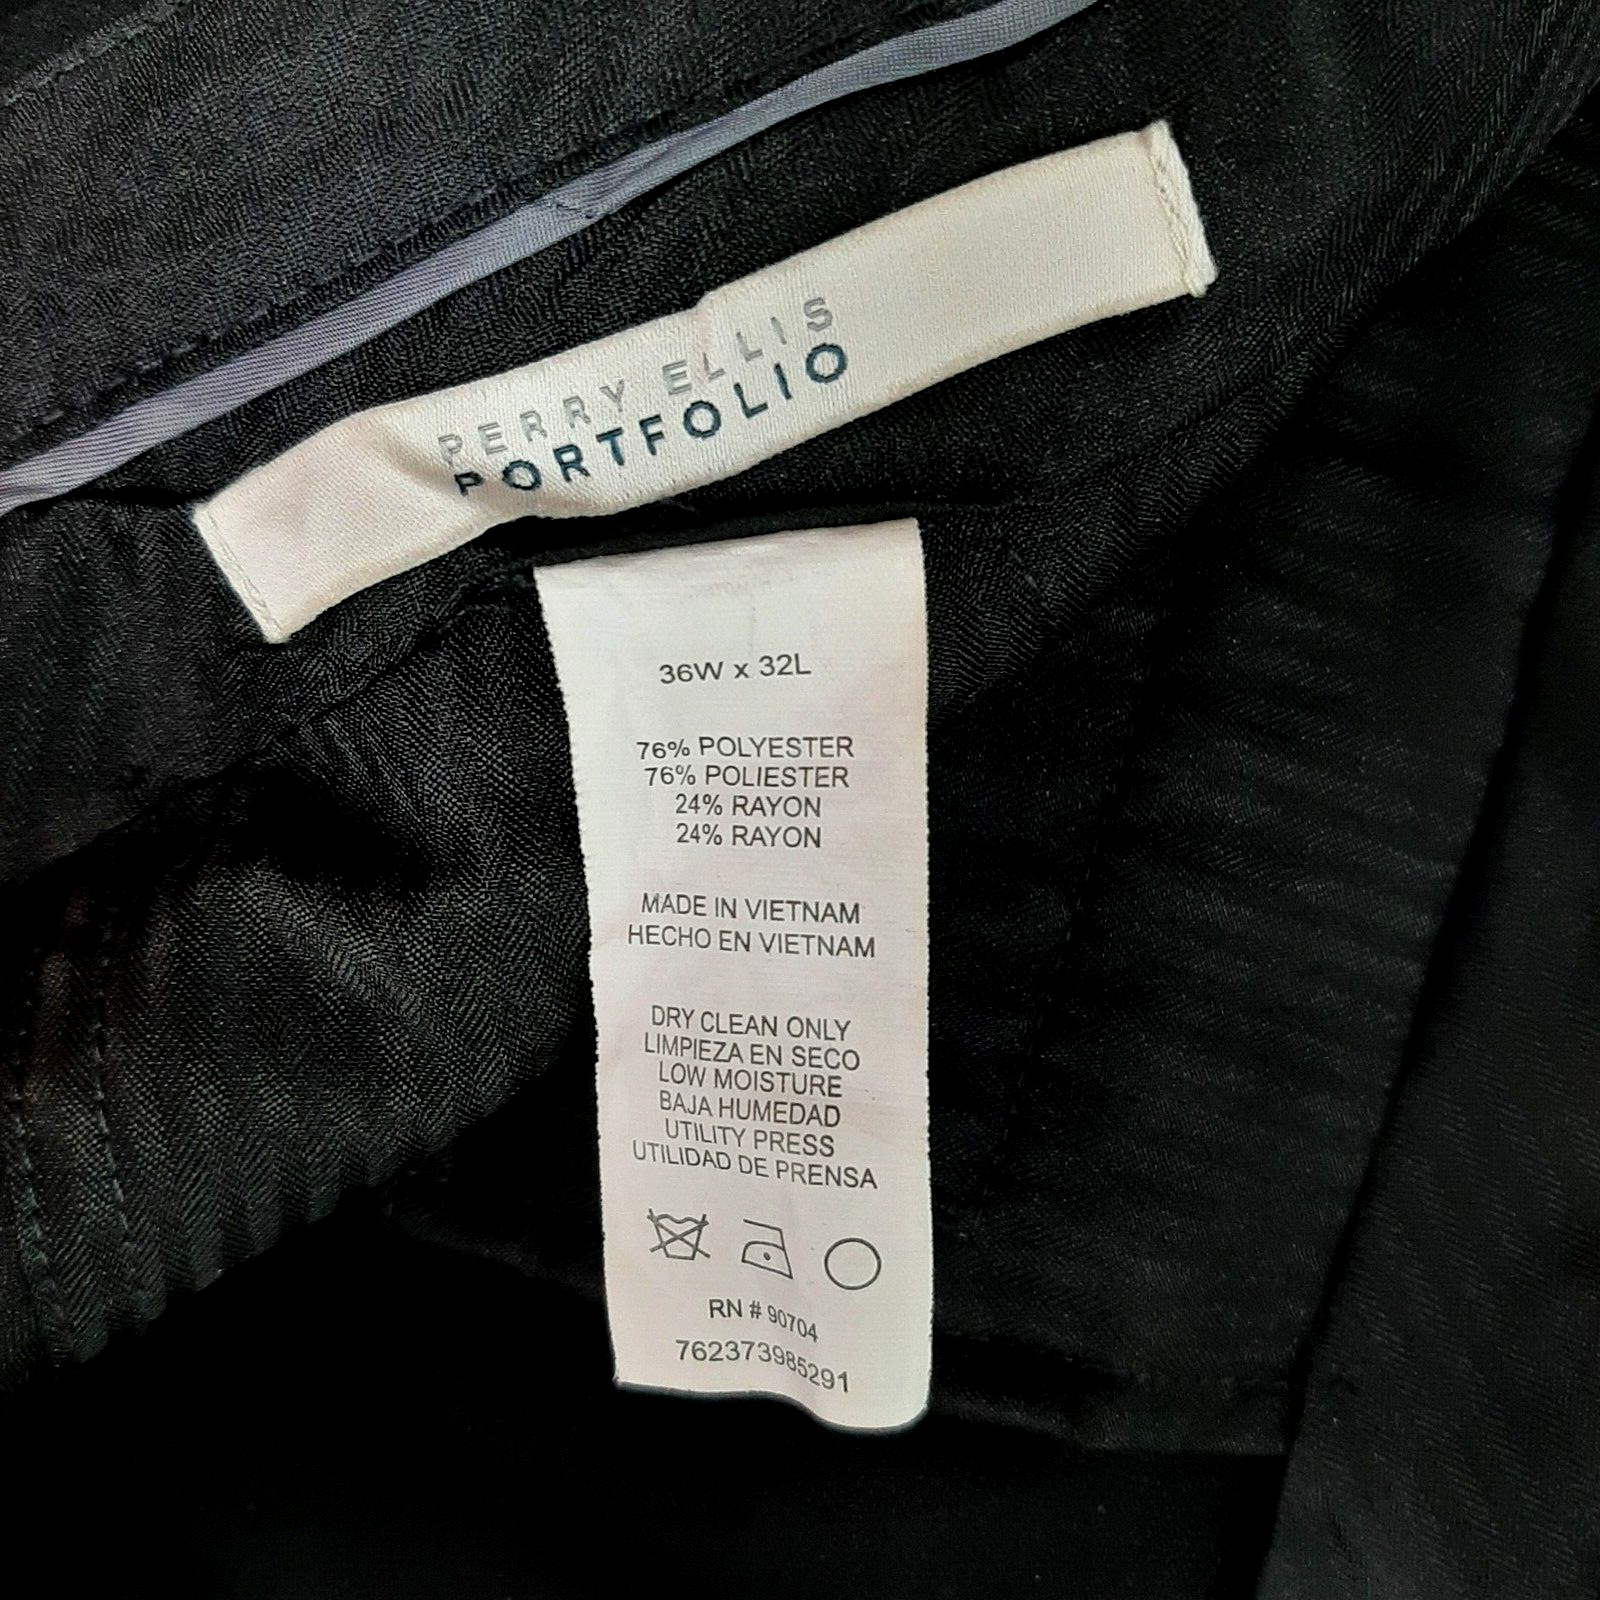 PERRY ELLIS
PORTFOLIO
36W x 32L
76% POLYESTER
76% POLIESTER
24% RAYON
24% RAYON
MADE IN VIETNAM
HECHO EN VIETNAM
DRY CLEAN ONLY
LIMPIEZA EN SECO
LOW MOISTURE
BAJA HUMEDAD
UTILITY PRESS
UTILIDAD DE PRENSA
RN # 90704
762373985291